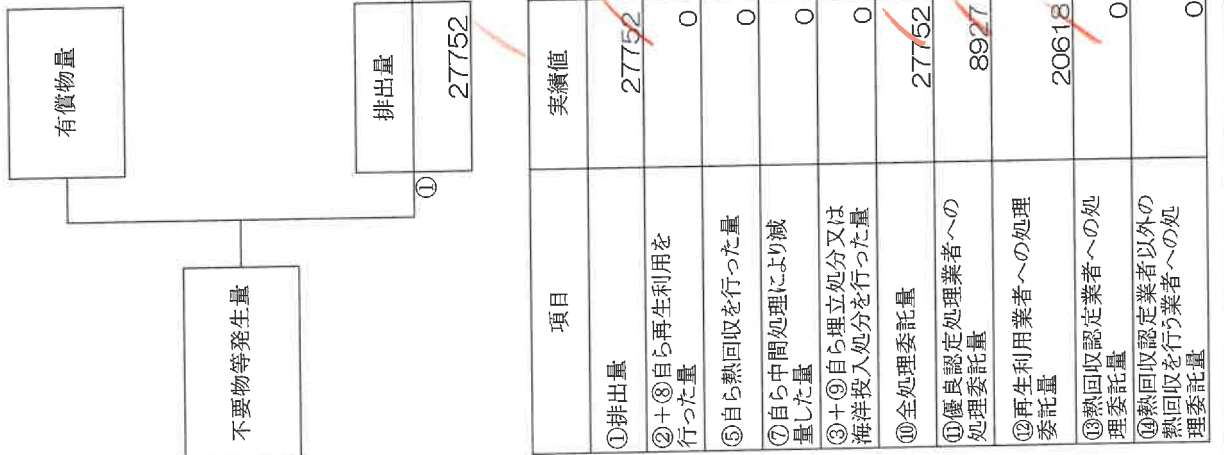 有償物量
不要物等発生量
排出量
①
27752
項目
実績値
①排出量
27752
②+⑧自ら再生利用を
行った量
0
⑤自ら熱回収を行った量
0
⑦自ら中間処理により減
量した量
0
③+⑨自ら埋立処分又は
海洋投入処分を行った量
0
⑩全処理委託量
27752
⑪優良認定処理業者への
処理委託量
8927
⑫再生利用業者への処理
委託量
20618
⑬熱回収認定業者への処
理委託量
0
⑭熱回収認定業者以外の
熱回収を行う業者への処
理委託量
0